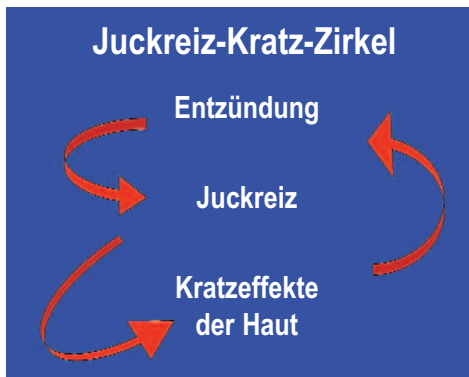 Juckreiz-Kratz-Zirkel
Entzündung
Juckreiz
Kratzeffekte
der Haut